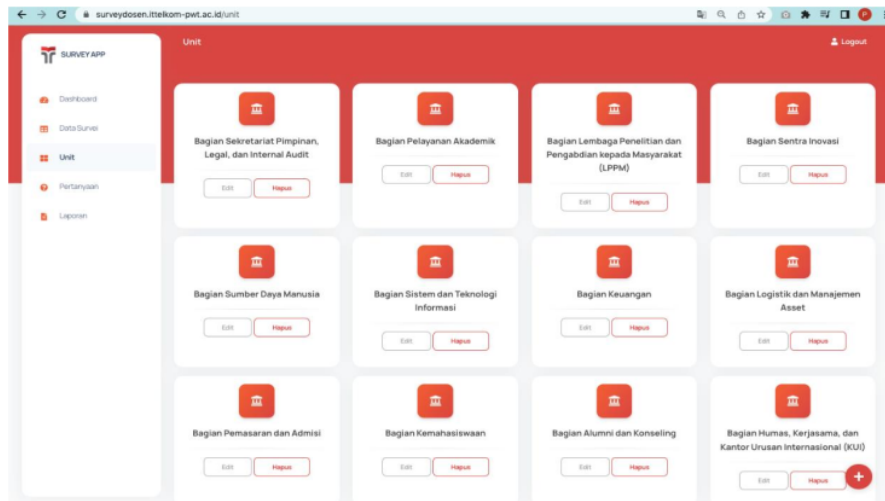 surveydosen.ittelkom-pwt.ac.id/unit
P
SURVEY APP
Unit
Logout
Dashboard
Data Survei
Unit
Pertanyaan
Laporan
Bagian Sekretariat Pimpinan,
Legal, dan Internal Audit
Edit Hapus
Bagian Pelayanan Akademik
Edit Hapus
Bagian Lembaga Penelitian dan
Pengabdian kepada Masyarakat
(LPPM)
Edit Hapus
Bagian Sentra Inovasi
Edit Hapus
Bagian Sumber Daya Manusia
Edit Hapus
Bagian Sistem dan Teknologi
Informasi
Edit Hapus
Bagian Keuangan
Edit Hapus
Bagian Logistik dan Manajemen
Asset
Edit Hapus
Bagian Pemasaran dan Admisi
Edit Hapus
Bagian Kemahasiswaan
Edit Hapus
Bagian Alumni dan Konseling
Edit Hapus
Bagian Humas, Kerjasama, dan
Kantor Urusan Internasional (KUI)
Edit Hapus
+